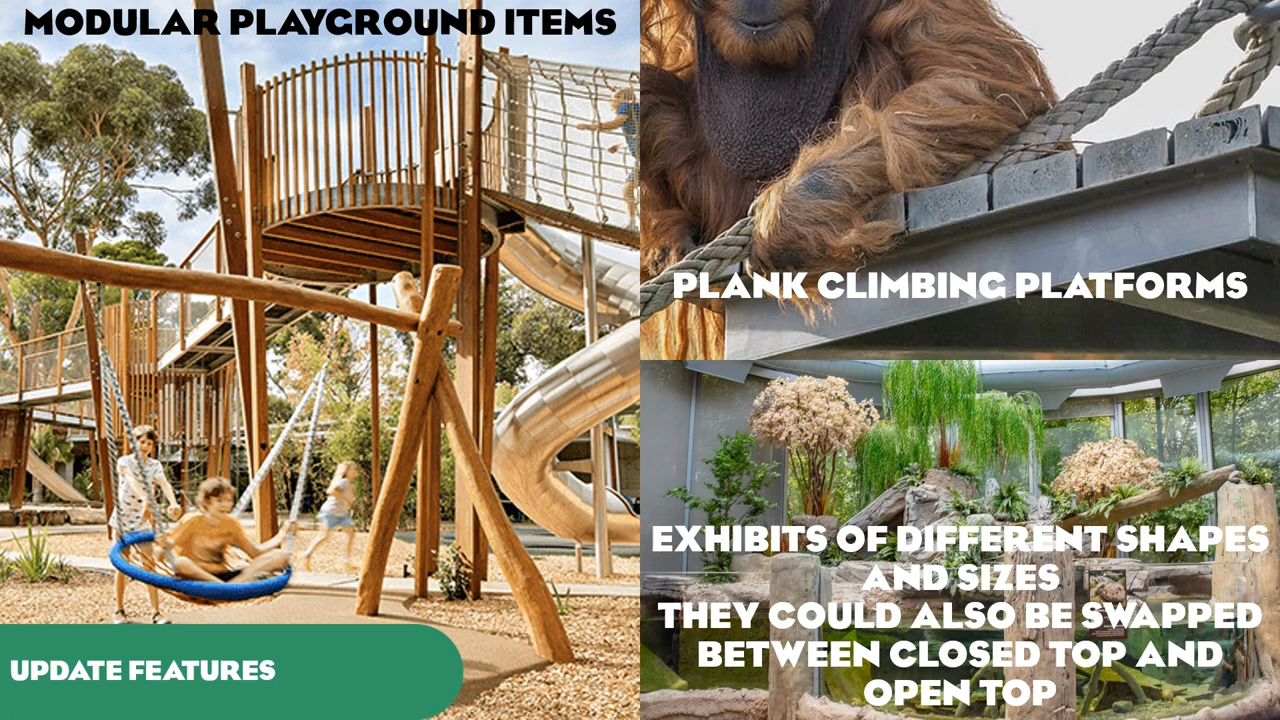 MODULAR PLAYGROUND ITEMS
UPDATE FEATURES
PLANK CLIMBING PLATFORMS
EXHIBITS OF DIFFERENT SHAPES
AND SIZES
THEY COULD ALSO BE SWAPPED
BETWEEN CLOSED TOP AND
OPEN TOP